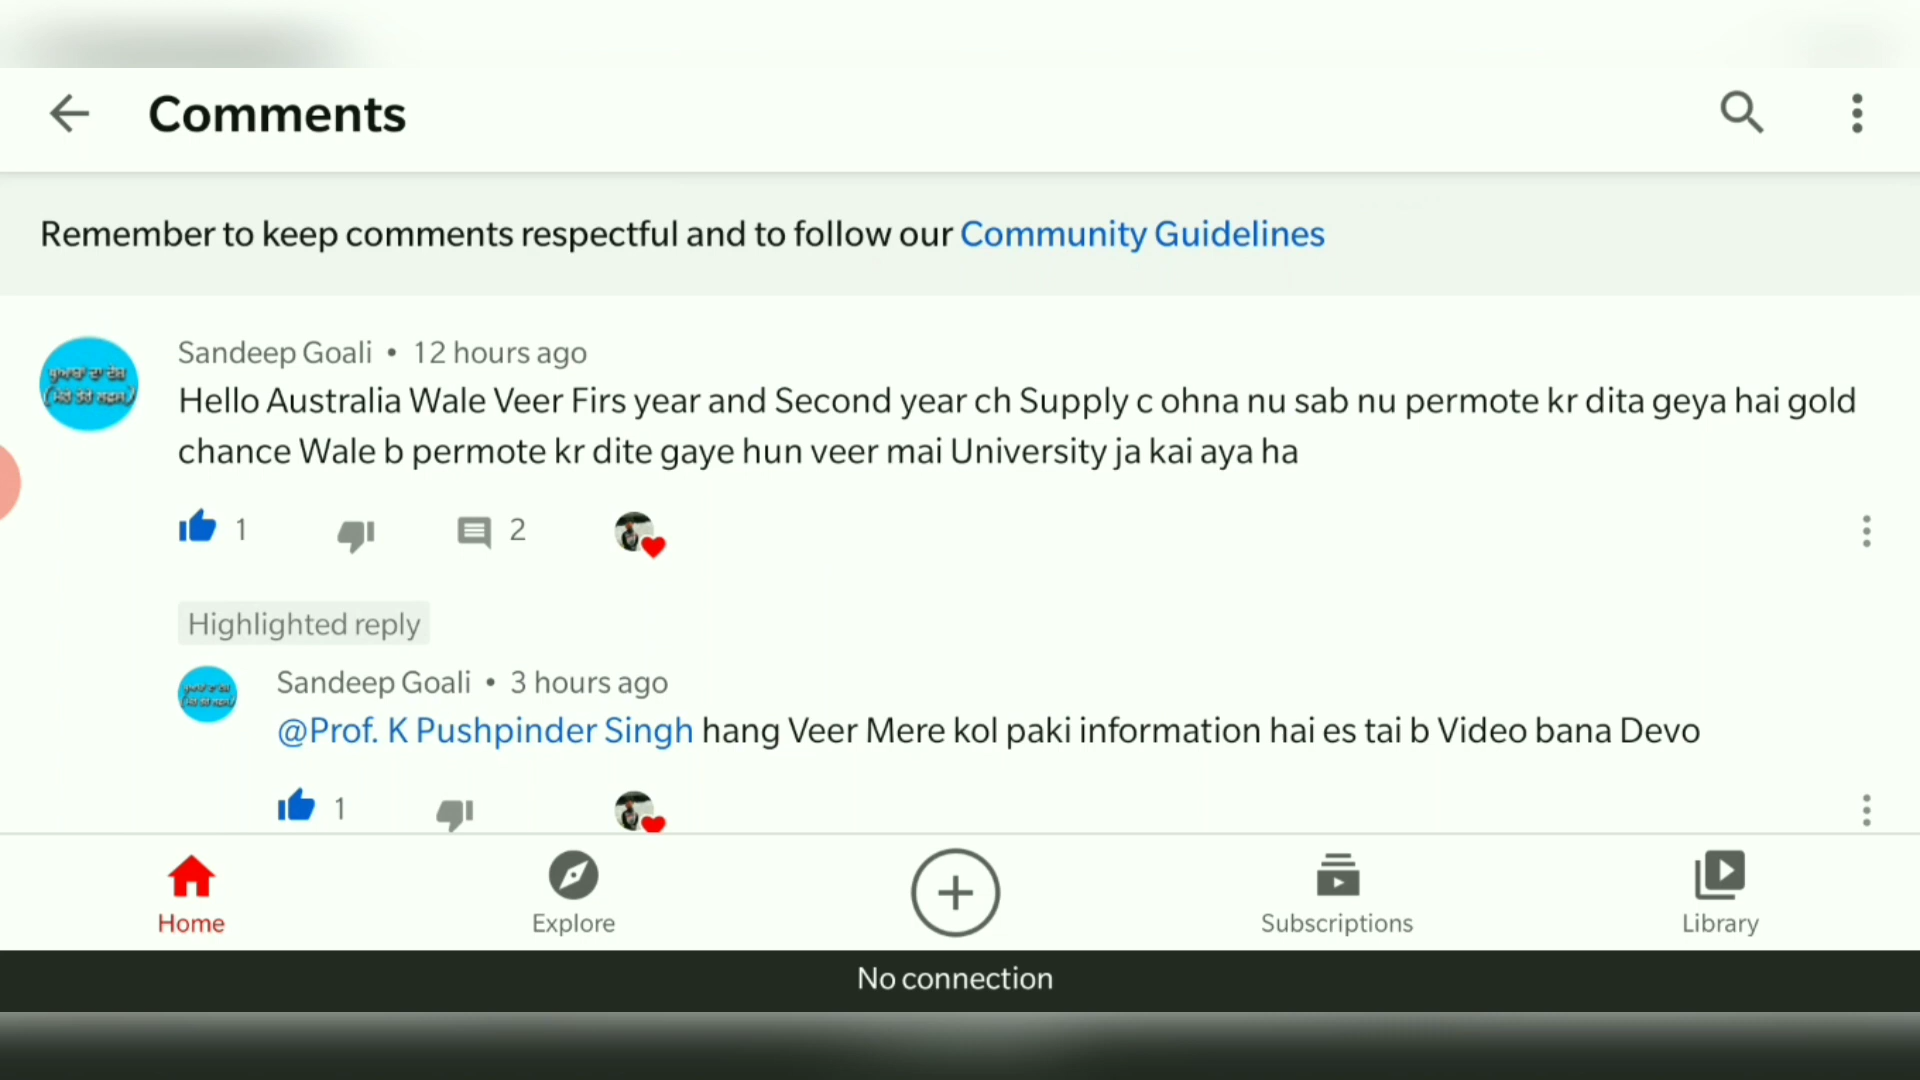 Comments
Remember to keep comments respectful and to follow our Community Guidelines
Sandeep Goali • 12 hours ago
Hello Australia Wale Veer Firs year and Second year ch Supply c ohna nu sab nu permote kr dita geya hai gold
chance Wale b permote kr dite gaye hun veer mai University ja kai aya ha
1 2
Highlighted reply
Sandeep Goali • 3 hours ago
@Prof. K Pushpinder Singh hang Veer Mere kol paki information hai es tai b Video bana Devo
1
Home Explore Subscriptions Library
No connection